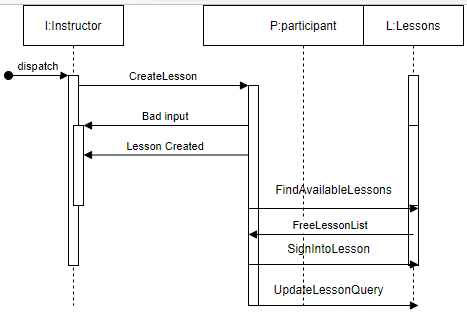 I:Instructor
P:participant
L:Lessons
dispatch
CreateLesson
Bad input
Lesson Created
FindAvailableLessons
FreeLessonList
SignIntoLesson
UpdateLessonQuery